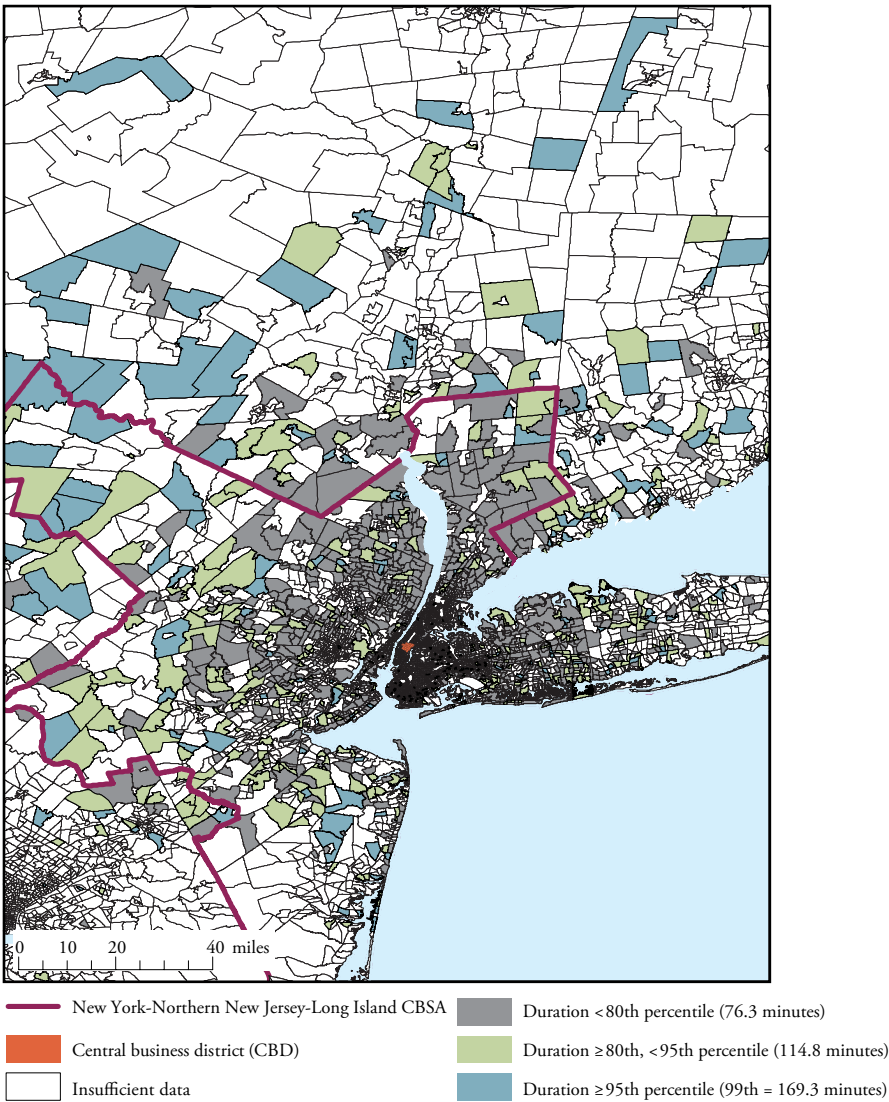 0 10 20 40 miles
New York-Northern New Jersey-Long Island CBSA
Central business district (CBD)
Insufficient data
Duration <80th percentile (76.3 minutes)
Duration ≥80th, <95th percentile (114.8 minutes)
Duration ≥95th percentile (99th = 169.3 minutes)